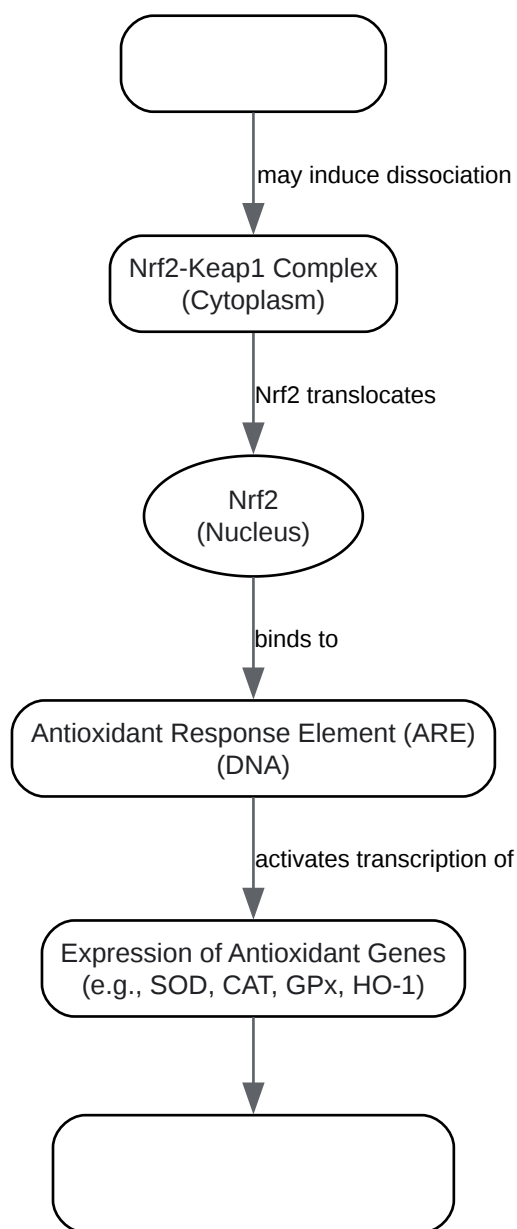 may induce dissociation
Nrf2-Keap1 Complex
(Cytoplasm)
Nrf2 translocates
Nrf2
(Nucleus)
binds to
Antioxidant Response Element (ARE)
(DNA)
activates transcription of
Expression of Antioxidant Genes
(e.g., SOD, CAT, GPx, HO-1)